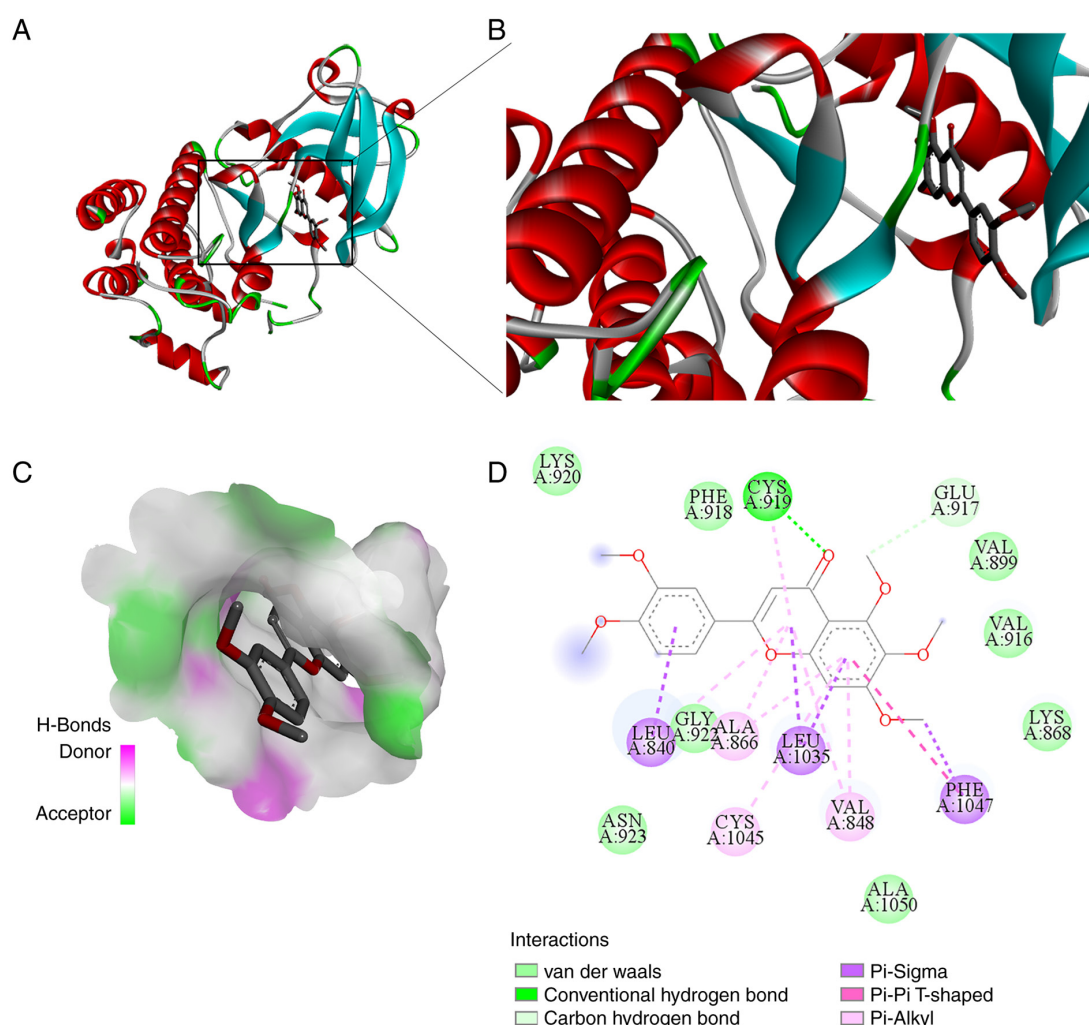 A
B
C
H-Bonds
Donor
Acceptor
D
LYS
A:920
PHE
A:918
CYS
A:919
GLU
A:917
VAL
A:899
VAL
A:916
O
O
O
O
O
O
O
LYS
A:868
LEU
A:840
GLY
A:922
ALA
A:866
LEU
A:1035
PHE
A:1047
ASN
A:923
CYS
A:1045
VAL
A:848
ALA
A:1050
Interactions
van der waals
Conventional hydrogen bond
Carbon hydrogen bond
Pi-Sigma
Pi-Pi T-shaped
Pi-Alkyl